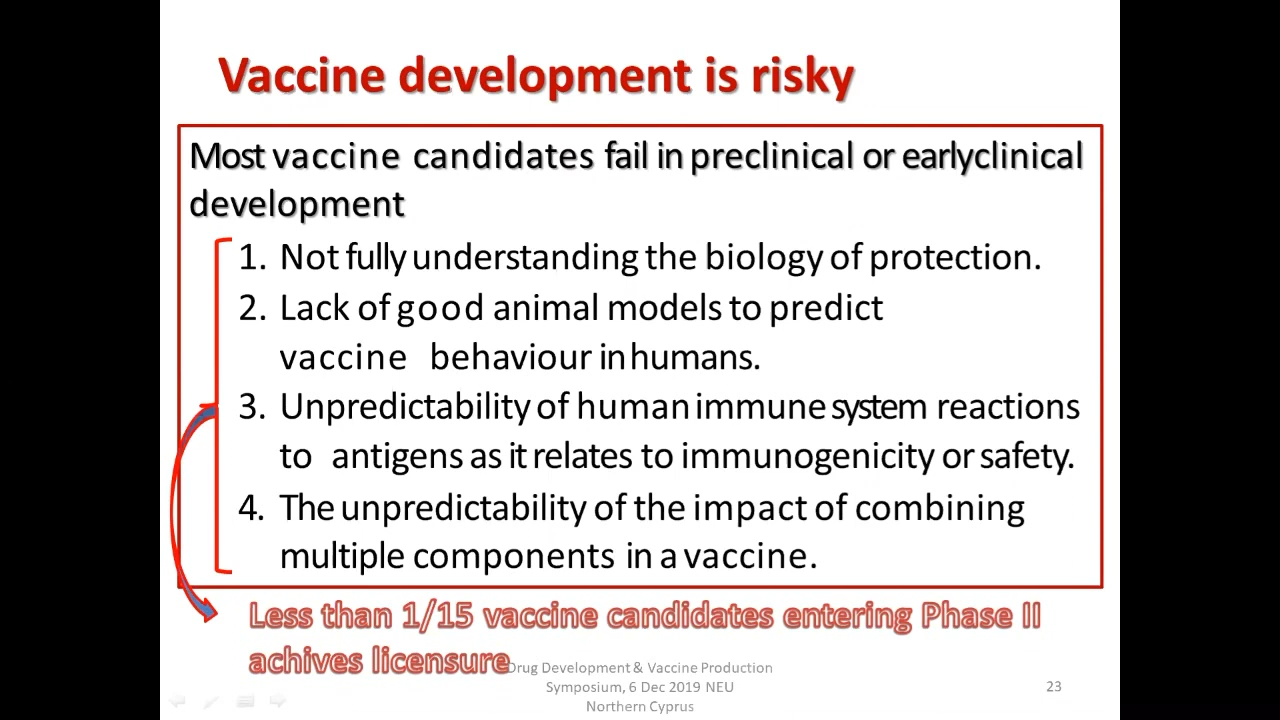 Vaccine development is risky
Most vaccine candidates fail in preclinical or earlyclinical
development
1. Not fully understanding the biology of protection.
2. Lack of good animal models to predict
vaccine behaviour in humans.
3. Unpredictability of human immune system reactions
to antigens as it relates to immunogenicity or safety.
4. The unpredictability of the impact of combining
multiple components in a vaccine.
Less than 1/15 vaccine candidates entering Phase II
achives licensure
Drug Development & Vaccine Production
Symposium, 6 Dec 2019 NEU
Northern Cyprus
23